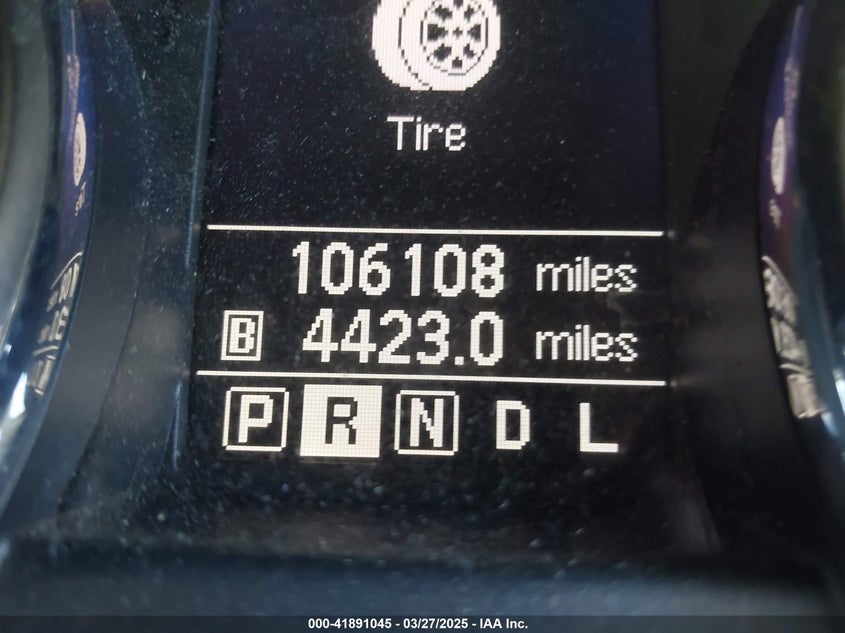 Tire
106108 miles
B 4423.0 miles
P R N D L
000-41891045 - 03/27/2025 - IAA Inc.